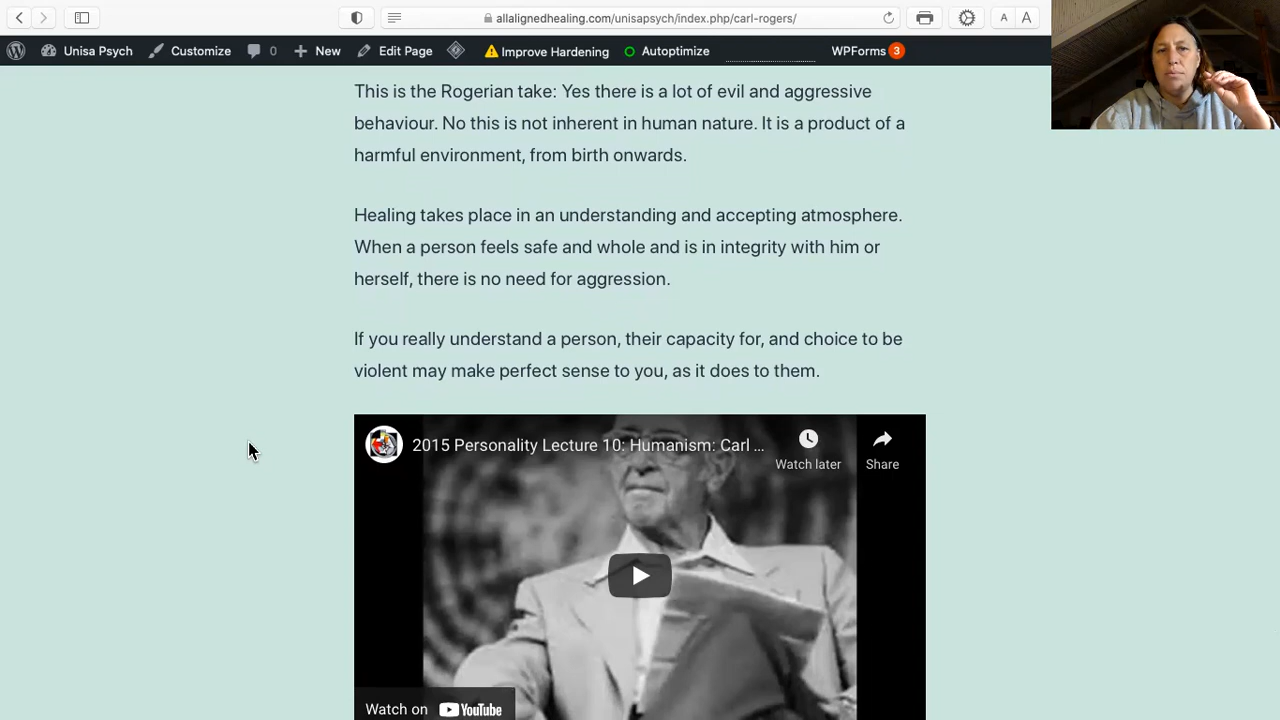 allalignedhealing.com/unisapsych/index.php/carl-rogers/
A A
Unisa Psych Customize 0 New Edit Page Improve Hardening Autoptimize WPForms 3
This is the Rogerian take: Yes there is a lot of evil and aggressive
behaviour. No this is not inherent in human nature. It is a product of a
harmful environment, from birth onwards.
Healing takes place in an understanding and accepting atmosphere.
When a person feels safe and whole and is in integrity with him or
herself, there is no need for aggression.
If you really understand a person, their capacity for, and choice to be
violent may make perfect sense to you, as it does to them.
2015 Personality Lecture 10: Humanism: Carl ...
Watch later Share
Watch on YouTube